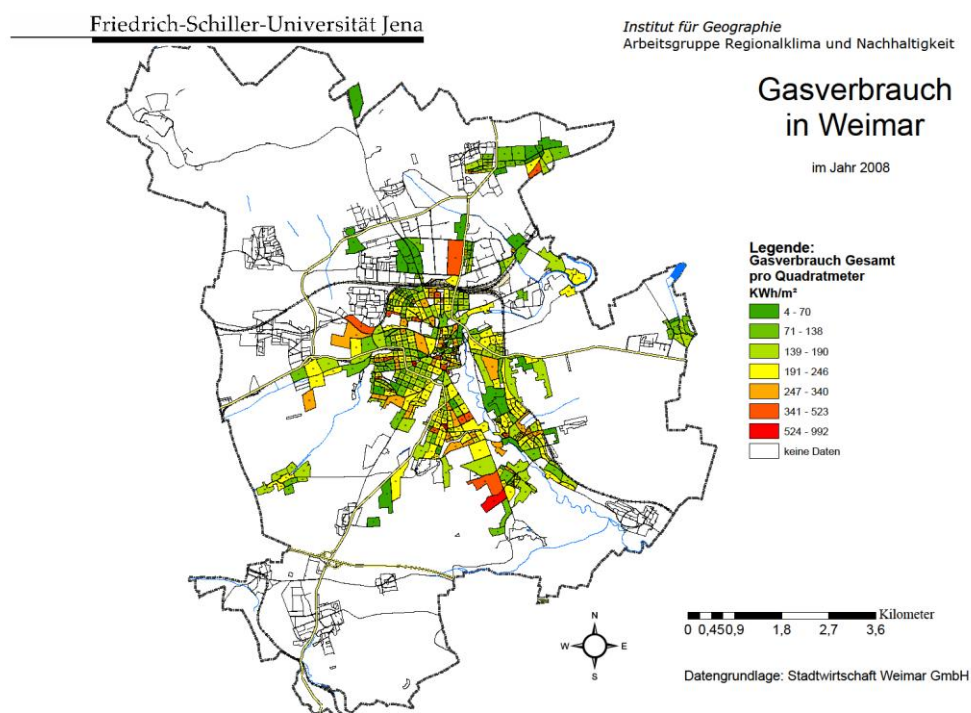 Friedrich-Schiller-Universität Jena
Institut für Geographie
Arbeitsgruppe Regionalklima und Nachhaltigkeit
Gasverbrauch
in Weimar
im Jahr 2008
Legende:
Gasverbrauch Gesamt
pro Quadratmeter
KWh/m²
4 - 70
71 - 138
139 - 190
191 - 246
247 - 340
341 - 523
524 - 992
keine Daten
N
W E
S
Kilometer
0 0,45 0,9 1,8 2,7 3,6
Datengrundlage: Stadtwirtschaft Weimar GmbH